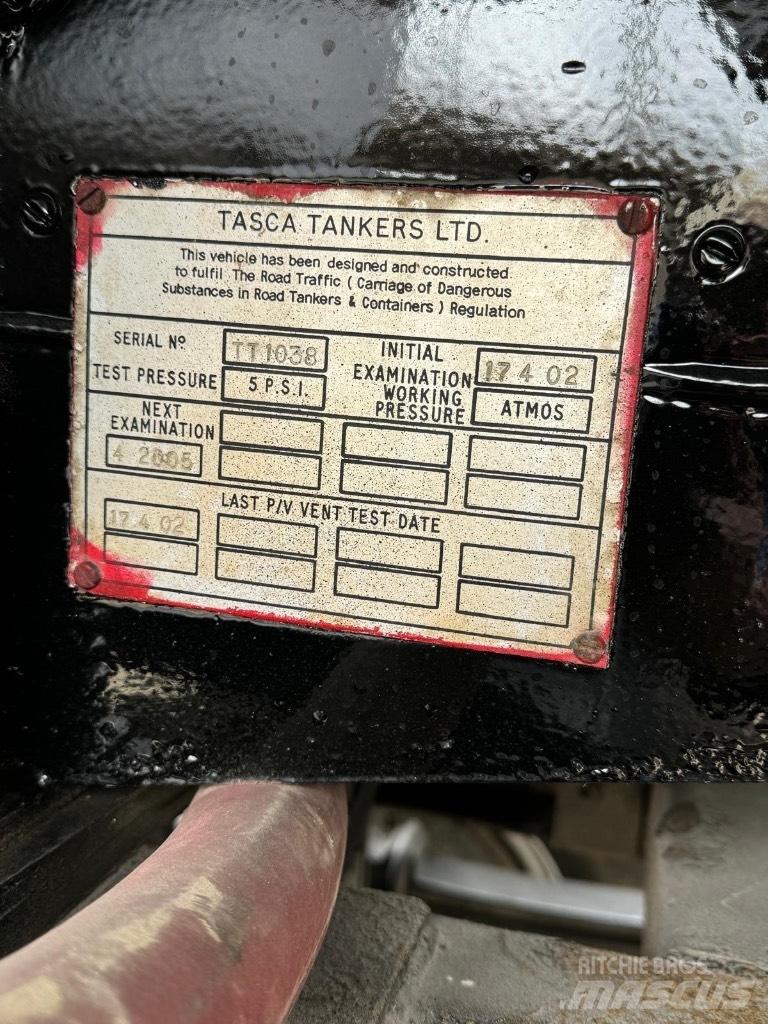 TASCA TANKERS LTD.
This vehicle has been designed and constructed
to fulfil The Road Traffic ( Carriage of Dangerous
Substances in Road Tankers & Containers ) Regulation
SERIAL Nº TT1038
INITIAL EXAMINATION 17 4 02
TEST PRESSURE 5 P.S.I.
WORKING PRESSURE ATMOS
NEXT
EXAMINATION
4 2005
LAST P/V VENT TEST DATE
17 4 02
RITCHIE BROS.
MASCUS